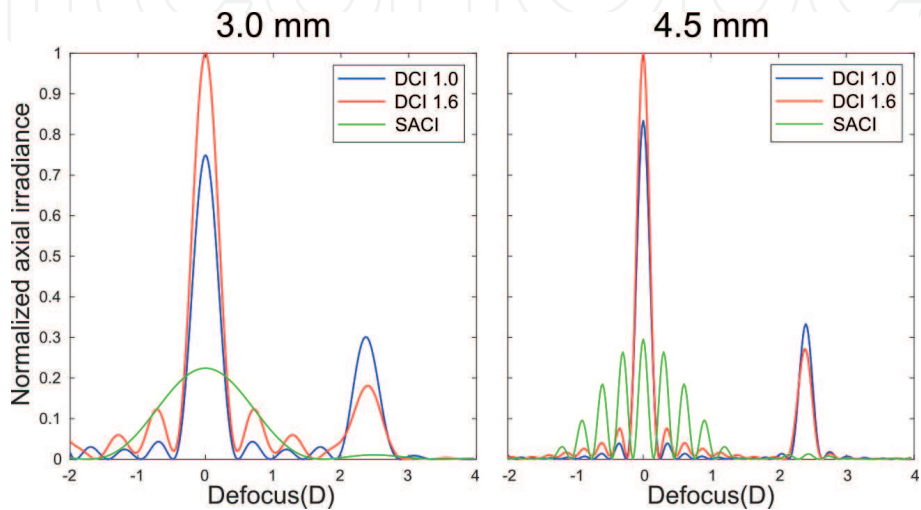 3.0 mm
4.5 mm
Normalized axial irradiance
1
0.9
0.8
0.7
0.6
0.5
0.4
0.3
0.2
0.1
0
-2
-1
0
1
2
3
4
Defocus(D)
DCI 1.0
DCI 1.6
SACI
-2
-1
0
1
2
3
4
Defocus(D)
DCI 1.0
DCI 1.6
SACI